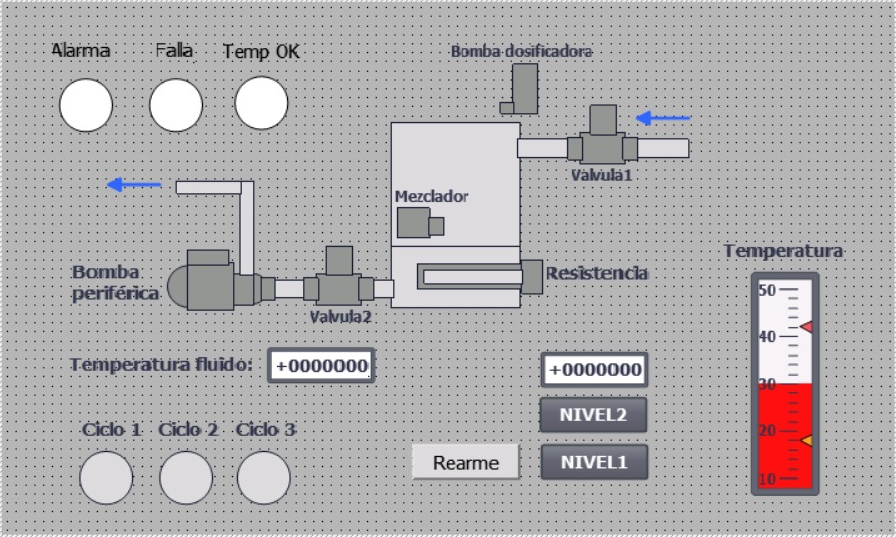 Alarma
Falla
Temp OK
Bomba dosificadora
Valvula1
Mezclador
Temperatura
Bomba
periférica
Resistencia
Valvula2
Temperatura fluido:
+0000000
+0000000
50
40
30
20
10
NIVEL2
Ciclo 1
Ciclo 2
Ciclo 3
Rearme
NIVEL1